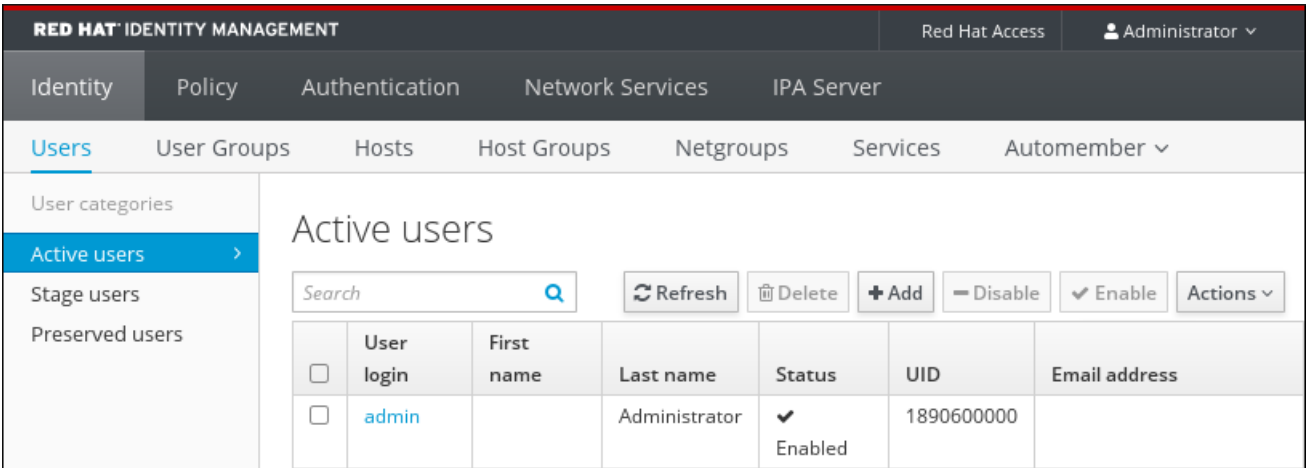 RED HAT® IDENTITY MANAGEMENT Red Hat Access Administrator
Identity Policy Authentication Network Services IPA Server
Users User Groups Hosts Host Groups Netgroups Services Automember
User categories
Active users
Stage users
Preserved users
Active users
Search Refresh Delete Add Disable Enable Actions
User login First name Last name Status UID Email address
admin Administrator Enabled 1890600000